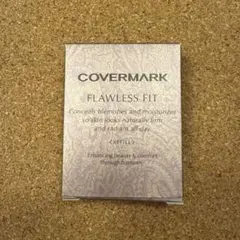 COVERMARK
FLAWLESS FIT
Conceals blemishes and moisturizes
so skin looks naturally firm
and radiant all day.
Enhancing beauty & comfort
through formula